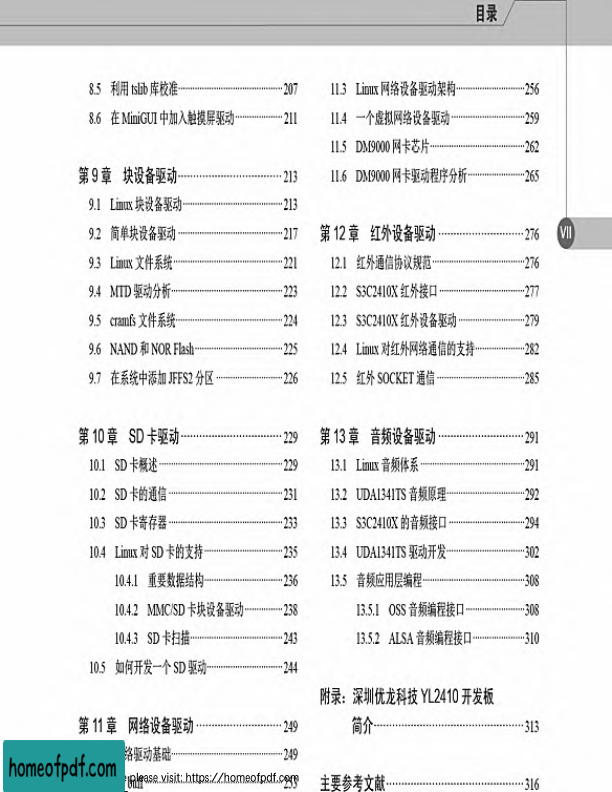 目录
8.5 利用 tslib 库校准 207
8.6 在 MiniGUI 中加入触摸屏驱动 211
第 9 章 块设备驱动 213
9.1 Linux 块设备驱动 213
9.2 简单块设备驱动 217
9.3 Linux 文件系统 221
9.4 MTD 驱动分析 223
9.5 cramfs 文件系统 224
9.6 NAND 和 NOR Flash 225
9.7 在系统中添加 JFFS2 分区 226
第 10 章 SD 卡驱动 229
10.1 SD 卡概述 229
10.2 SD 卡的通信 231
10.3 SD 卡寄存器 233
10.4 Linux 对 SD 卡的支持 235
10.4.1 重要数据结构 236
10.4.2 MMC/SD 卡块设备驱动 238
10.4.3 SD 卡扫描 243
10.5 如何开发一个 SD 驱动 244
第 11 章 网络设备驱动 249
络驱动基础 249
buff 253
11.3 Linux 网络设备驱动架构 256
11.4 一个虚拟网络设备驱动 259
11.5 DM9000 网卡芯片 262
11.6 DM9000 网卡驱动程序分析 265
第 12 章 红外设备驱动 276
12.1 红外通信协议规范 276
12.2 S3C2410X 红外接口 277
12.3 S3C2410X 红外设备驱动 279
12.4 Linux 对红外网络通信的支持 282
12.5 红外 SOCKET 通信 285
第 13 章 音频设备驱动 291
13.1 Linux 音频体系 291
13.2 UDA1341TS 音频原理 292
13.3 S3C2410X 的音频接口 294
13.4 UDA1341TS 驱动开发 302
13.5 音频应用层编程 308
13.5.1 OSS 音频编程接口 308
13.5.2 ALSA 音频编程接口 310
附录：深圳优龙科技 YL2410 开发板
简介 313
主要参考文献 316
VII
homeofpdf.com
please visit: https://homeofpdf.com